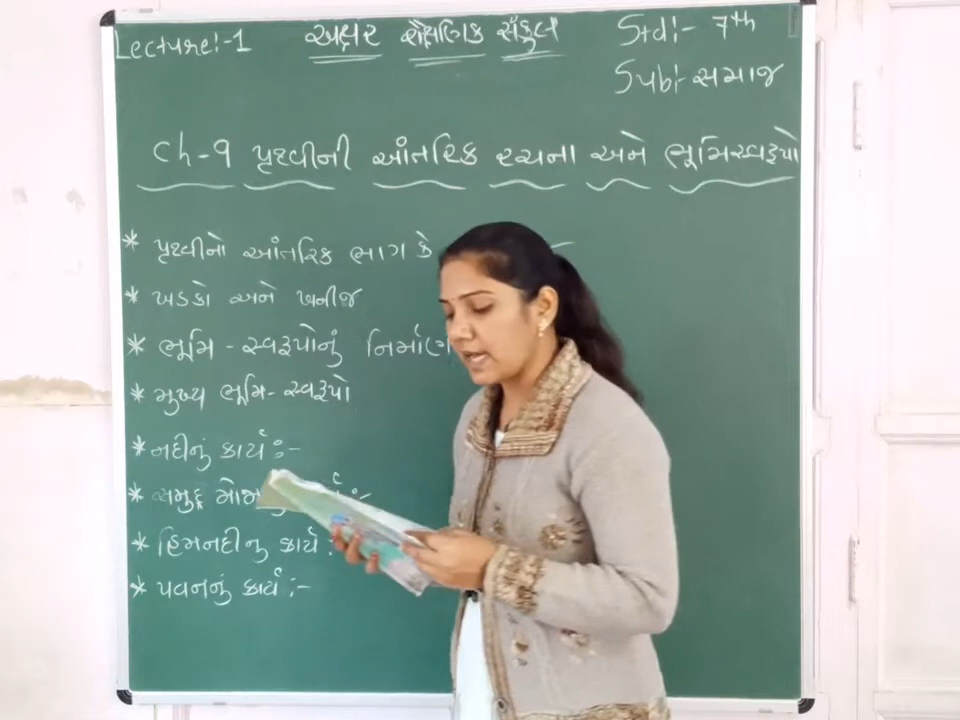 Lecture:-1
અક્ષર શૈક્ષણિક સંકુલ
Std:- 7th
Sub:- સમાજ
Ch-9 પૃથ્વીની આંતરિક રચના અને ભૂમિસ્વરૂપો
* પૃથ્વીનો આંતરિક ભાગ કે
* ખડકો અને ખનીજ
* ભૂમિ - સ્વરૂપોનું નિર્માણ
* મુખ્ય ભૂમિ - સ્વરૂપો
* નદીનું કાર્ય :-
* સમુદ્ર
* હિમનદીનુ કાર્ય :
* પવનનું કાર્ય :-